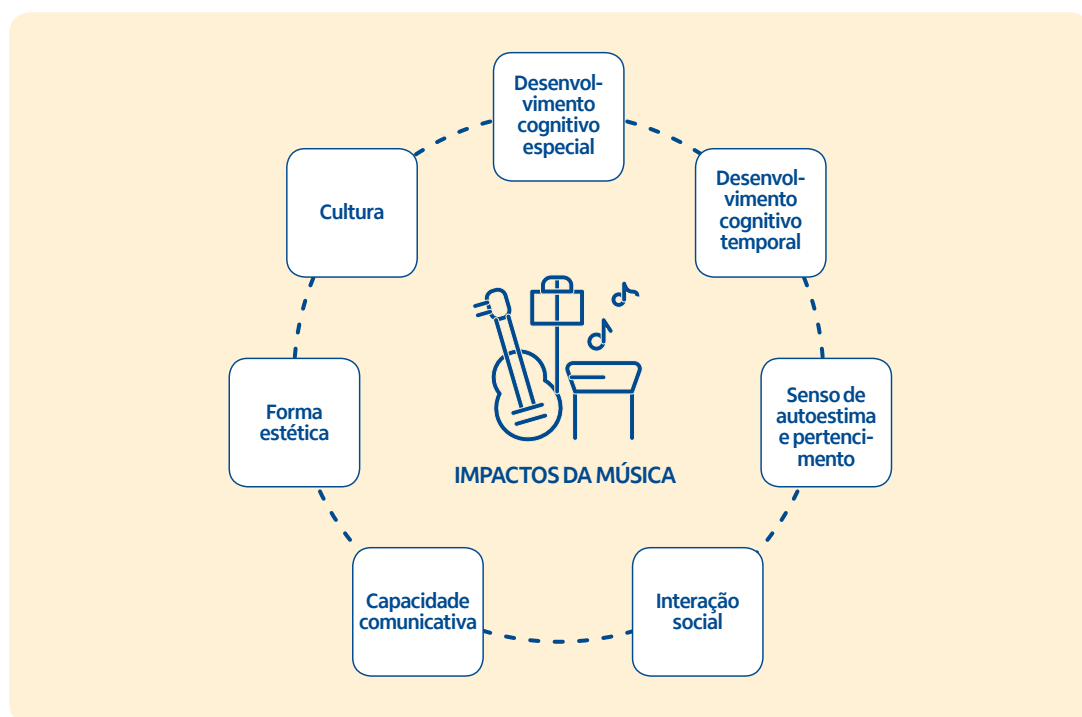 Desenvol-
vimento
cognitivo
especial
Desenvol-
vimento
cognitivo
temporal
Cultura
Forma
estética
Senso de
autoestima
e pertenci-
mento
IMPACTOS DA MÚSICA
Capacidade
comunicativa
Interação
social